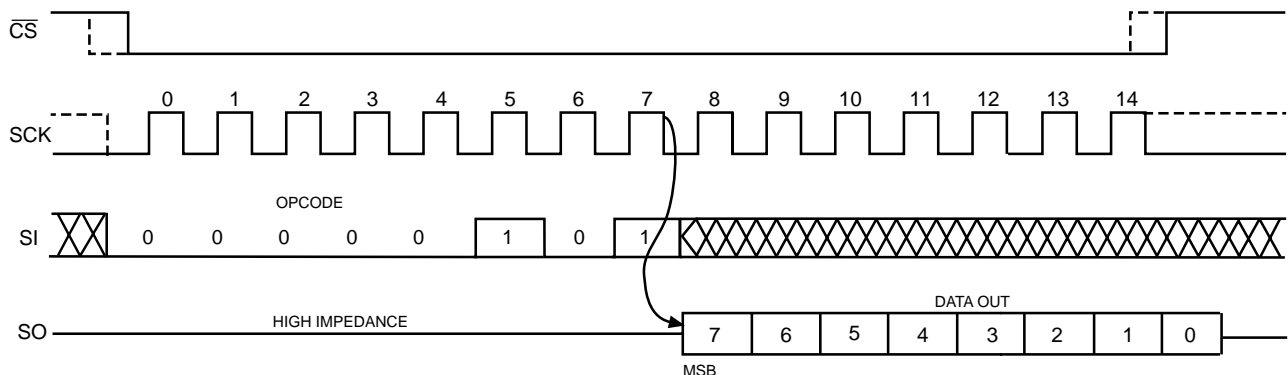 CS
0 1 2 3 4 5 6 7 8 9 10 11 12 13 14
SCK
OPCODE
SI 0 0 0 0 0 1 0 1
DATA OUT
HIGH IMPEDANCE
SO 7 6 5 4 3 2 1 0
MSB